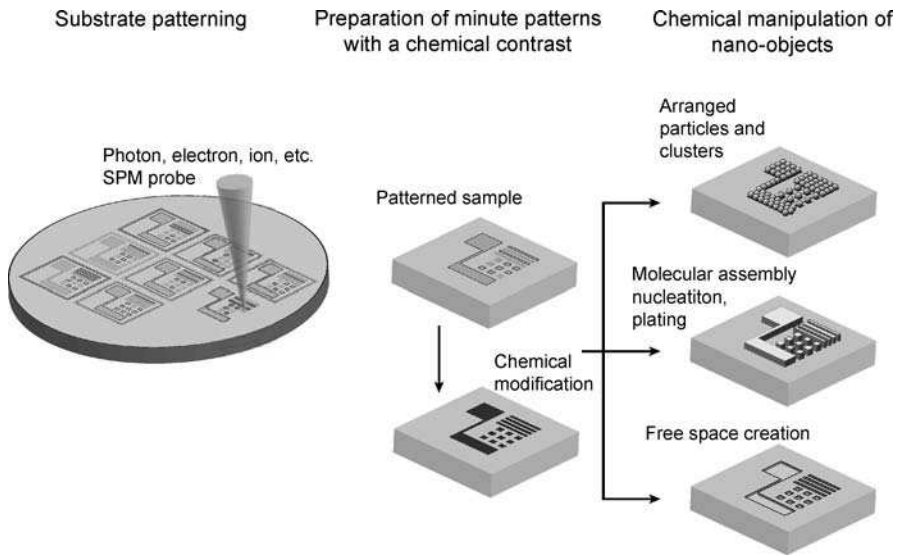 Substrate patterning
Preparation of minute patterns
with a chemical contrast
Chemical manipulation of
nano-objects
Photon, electron, ion, etc.
SPM probe
Patterned sample
Chemical
modification
Arranged
particles and
clusters
Molecular assembly
nucleatiton,
plating
Free space creation